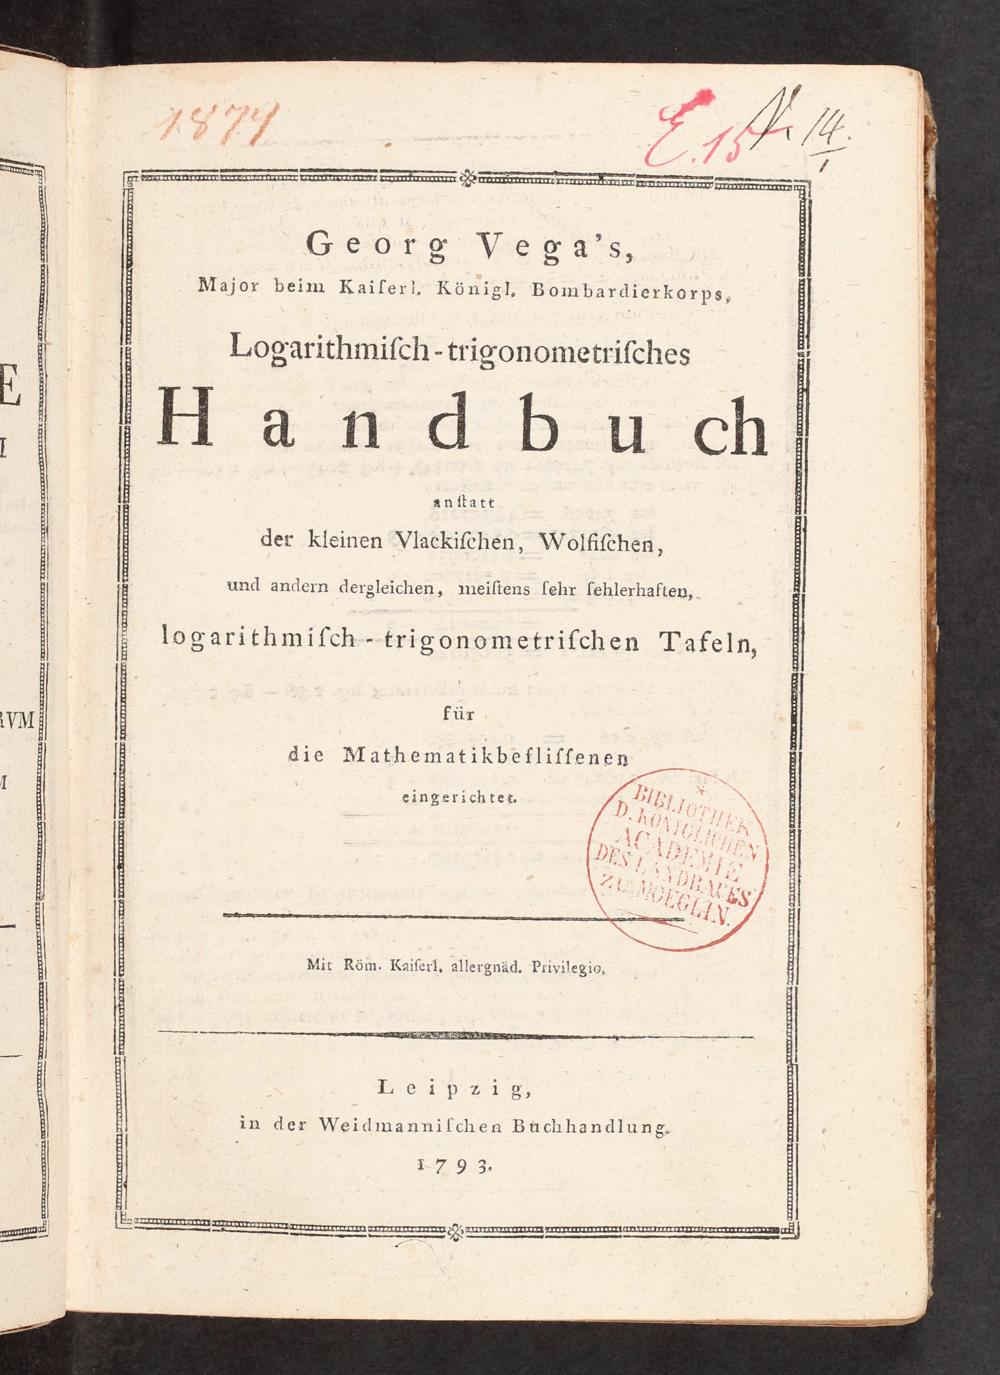 1874
E.15 N. 14.
1
Georg Vega's,
Major beim Kaiſerl. Königl. Bombardierkorps,
Logarithmiſch-trigonometriſches
Handbuch
anſtatt
der kleinen Vlackiſchen, Wolfiſchen,
und andern dergleichen, meiſtens ſehr fehlerhaften,
logarithmiſch-trigonometriſchen Tafeln,
für
die Mathematikbefliſſenen
eingerichtet.
BIBLIOTHEK
D. KÖNIGLICHEN
ACADEMIE
DES LANDBAUES
ZU MOEGLIN.
Mit Röm. Kaiſerl. allergnäd. Privilegio.
Leipzig,
in der Weidmanniſchen Buchhandlung.
1793.
E
RVM